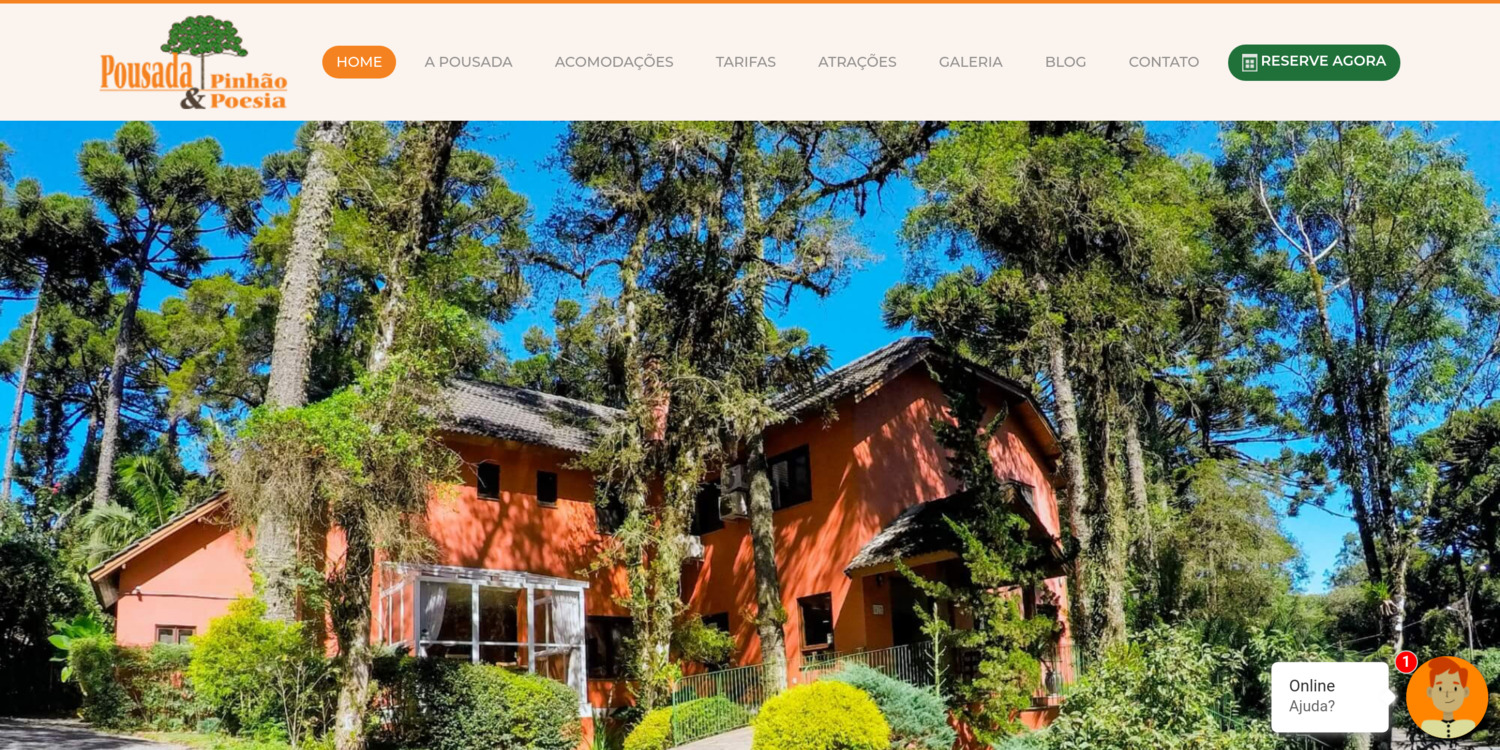 Pousada
Pinhão
& Poesia
HOME
A POUSADA
ACOMODAÇÕES
TARIFAS
ATRAÇÕES
GALERIA
BLOG
CONTATO
RESERVE AGORA
1
Online
Ajuda?